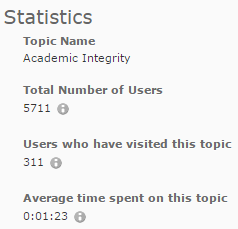 Statistics
Topic Name
Academic Integrity
Total Number of Users
5711
Users who have visited this topic
311
Average time spent on this topic
0:01:23